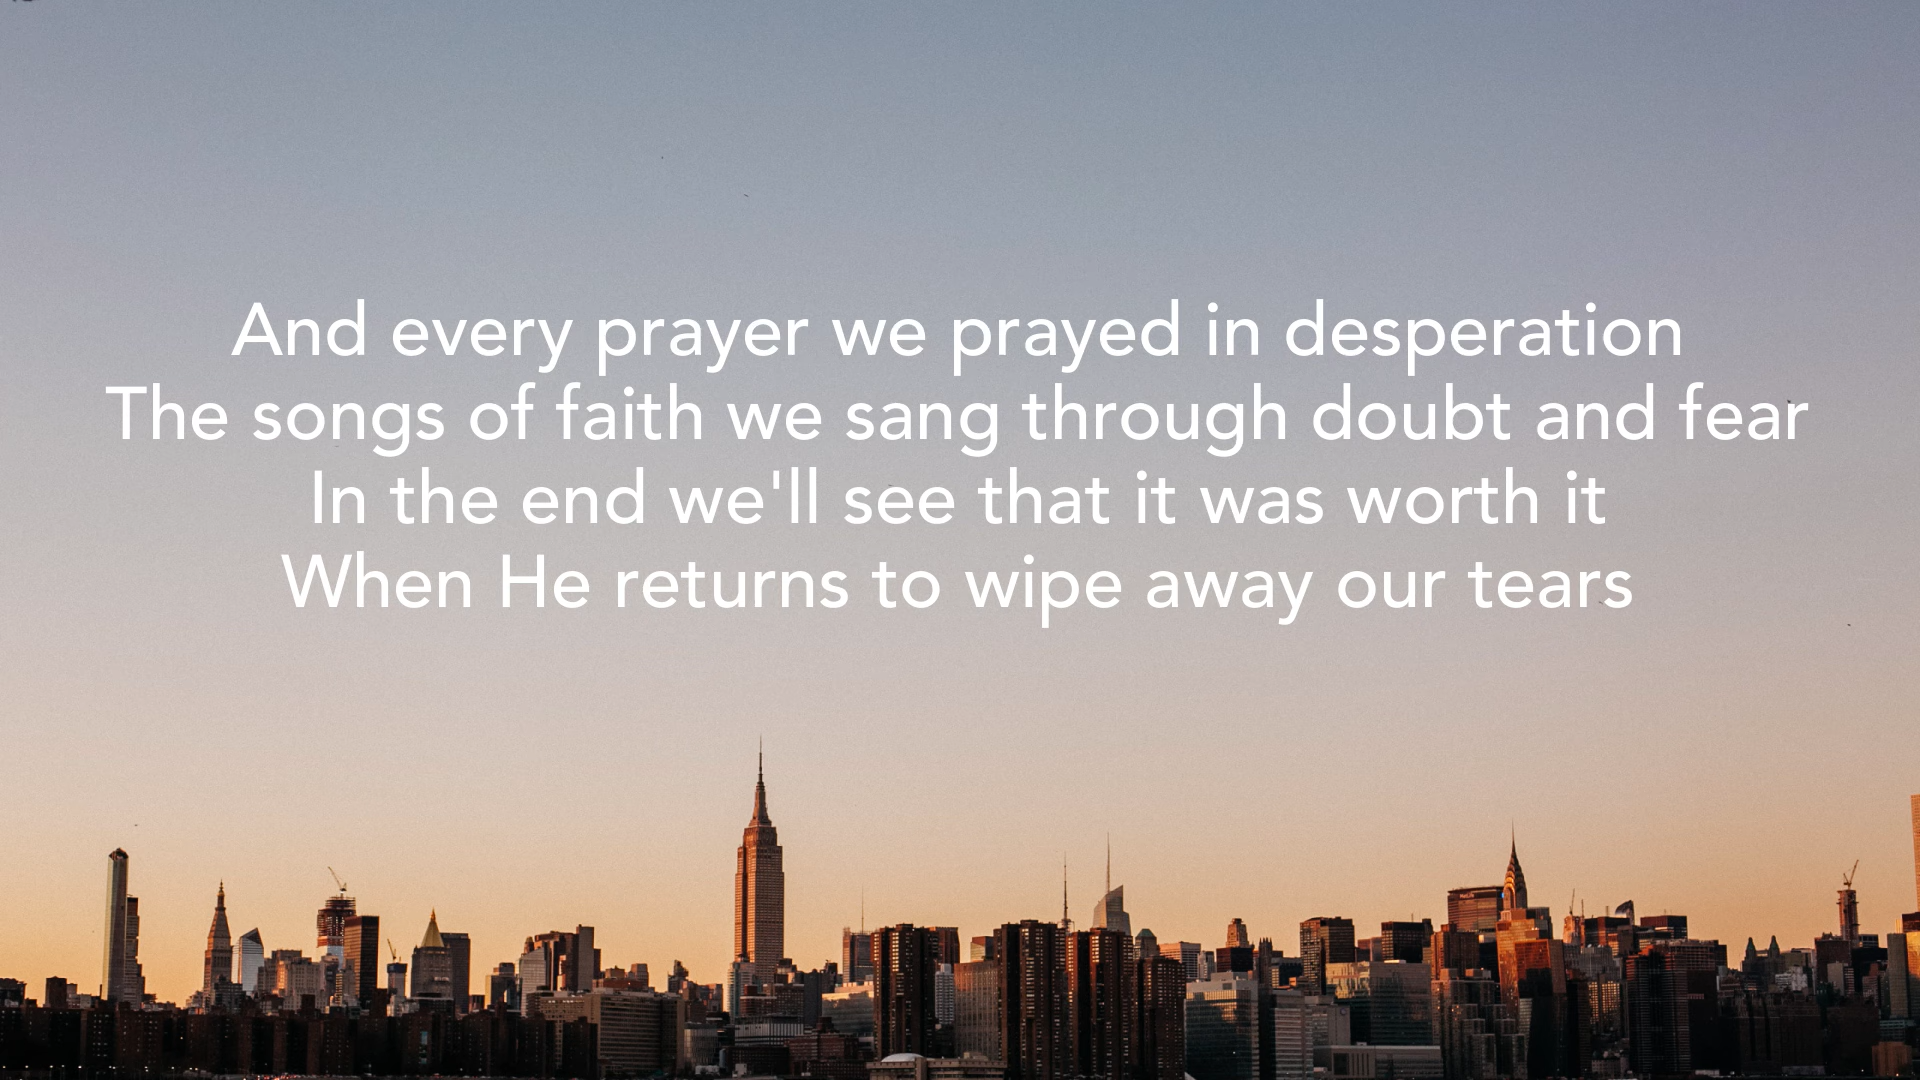 And every prayer we prayed in desperation
The songs of faith we sang through doubt and fear
In the end we'll see that it was worth it
When He returns to wipe away our tears